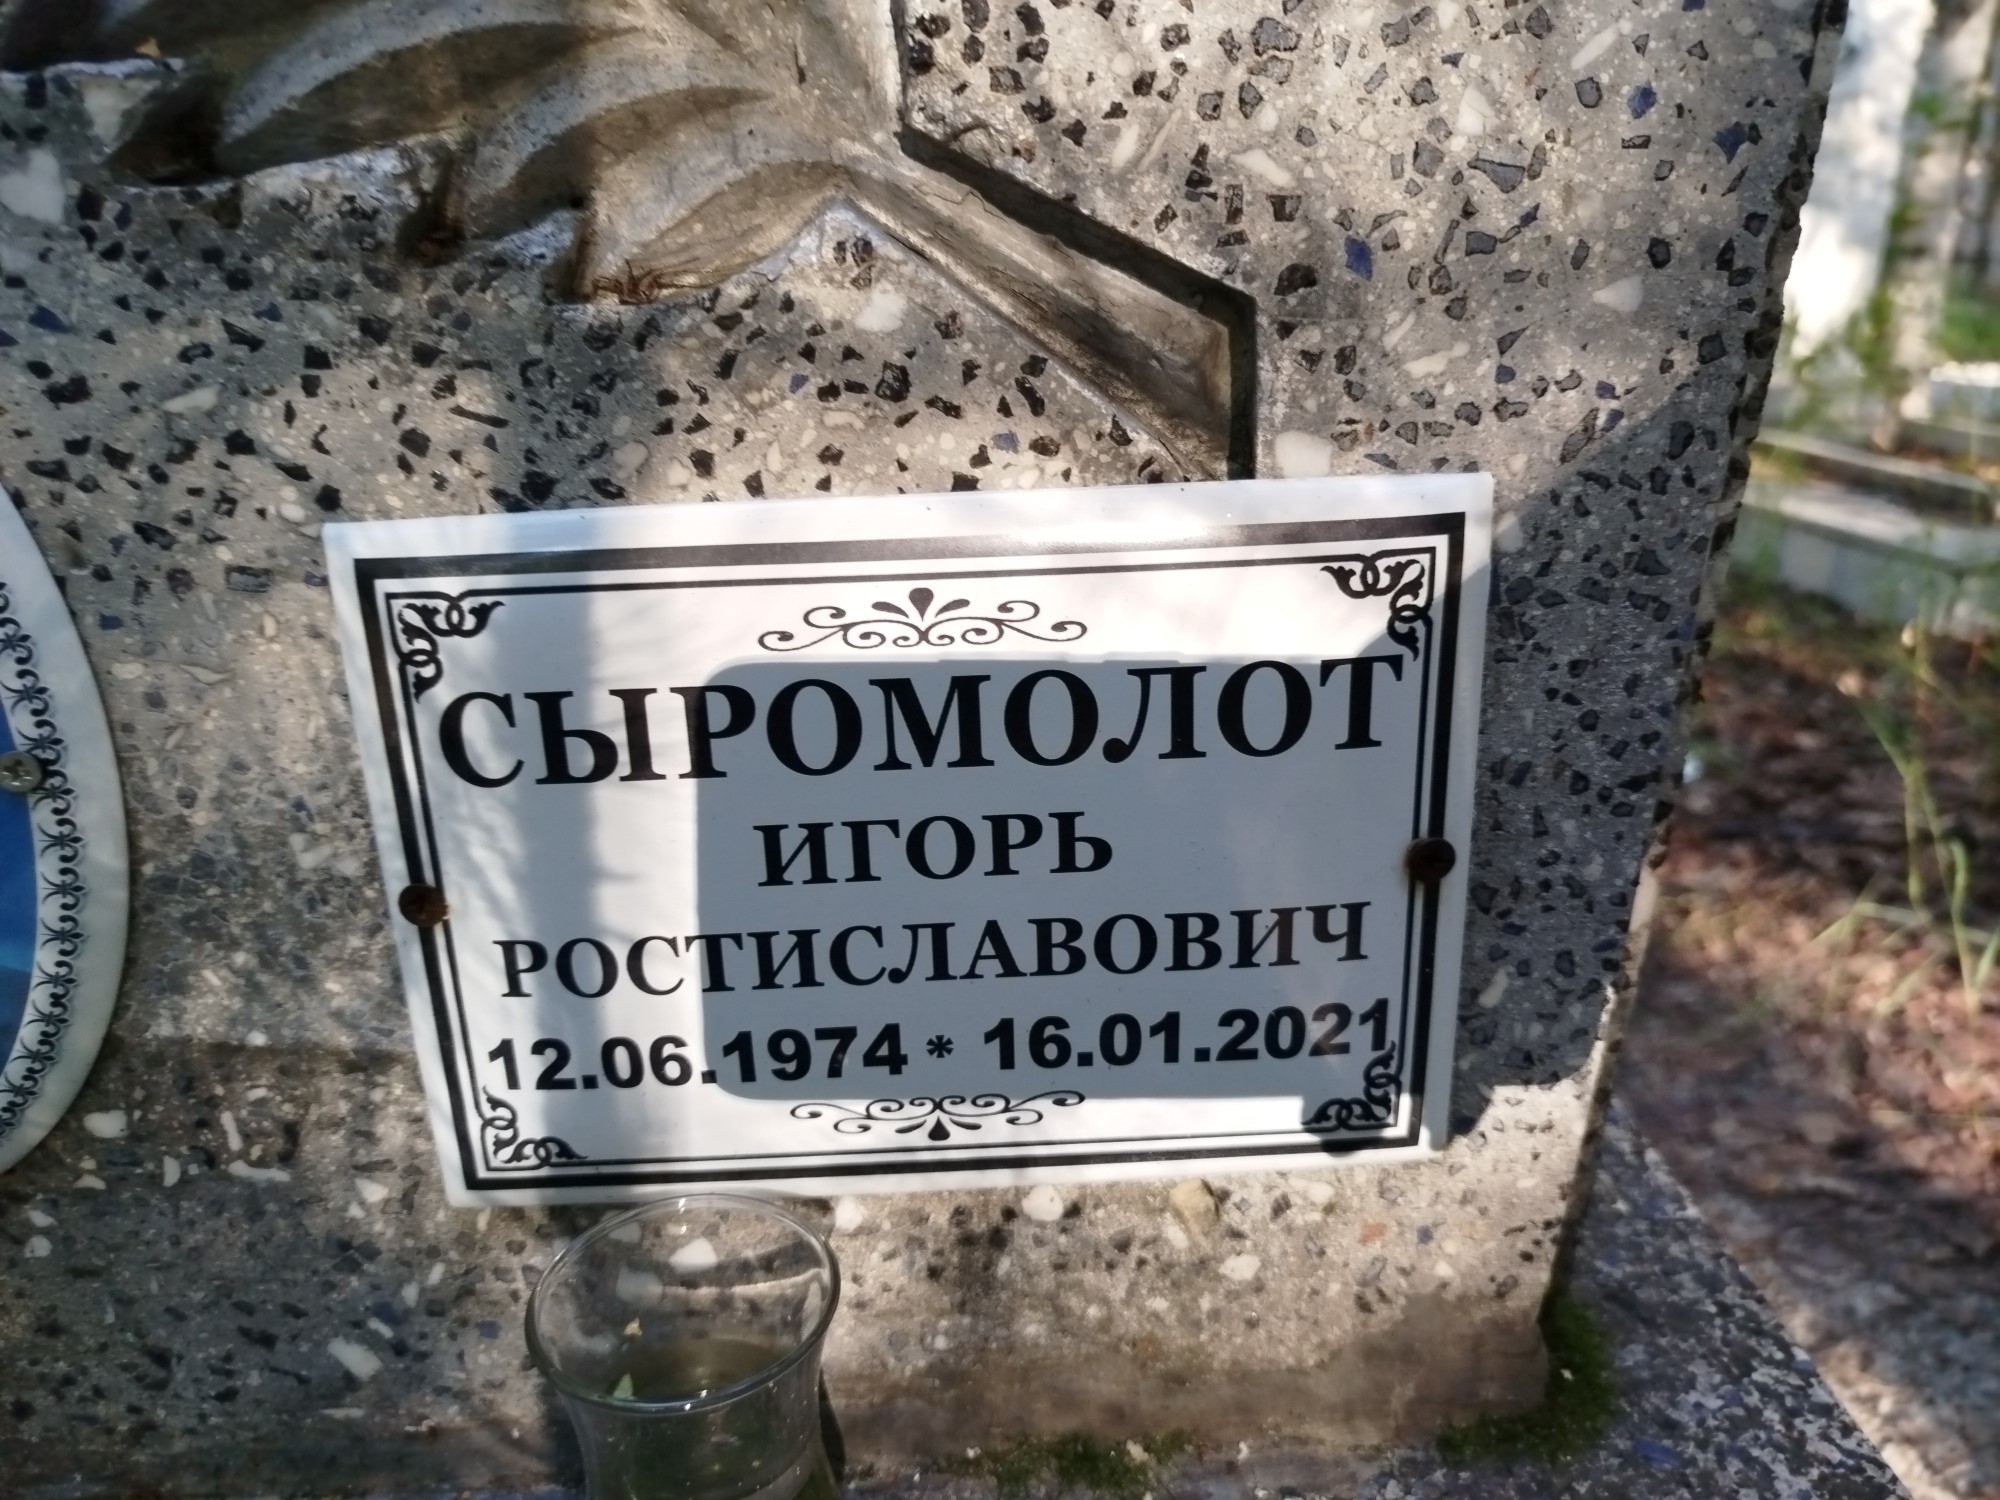 СЫРОМОЛОТ
ИГОРЬ
РОСТИСЛАВОВИЧ
12.06.1974 * 16.01.2021